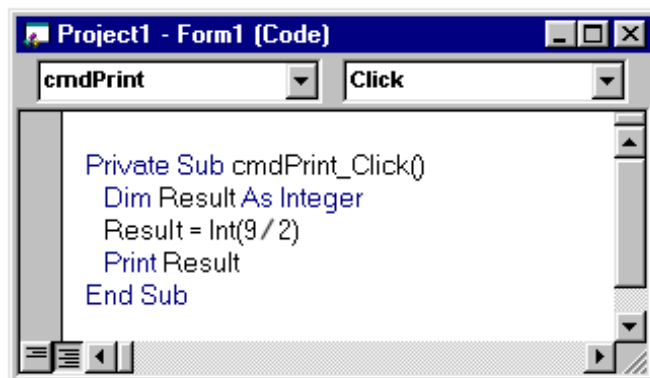 Project1 - Form1 (Code)
cmdPrint
Click
Private Sub cmdPrint_Click()
Dim Result As Integer
Result = Int(9 / 2)
Print Result
End Sub